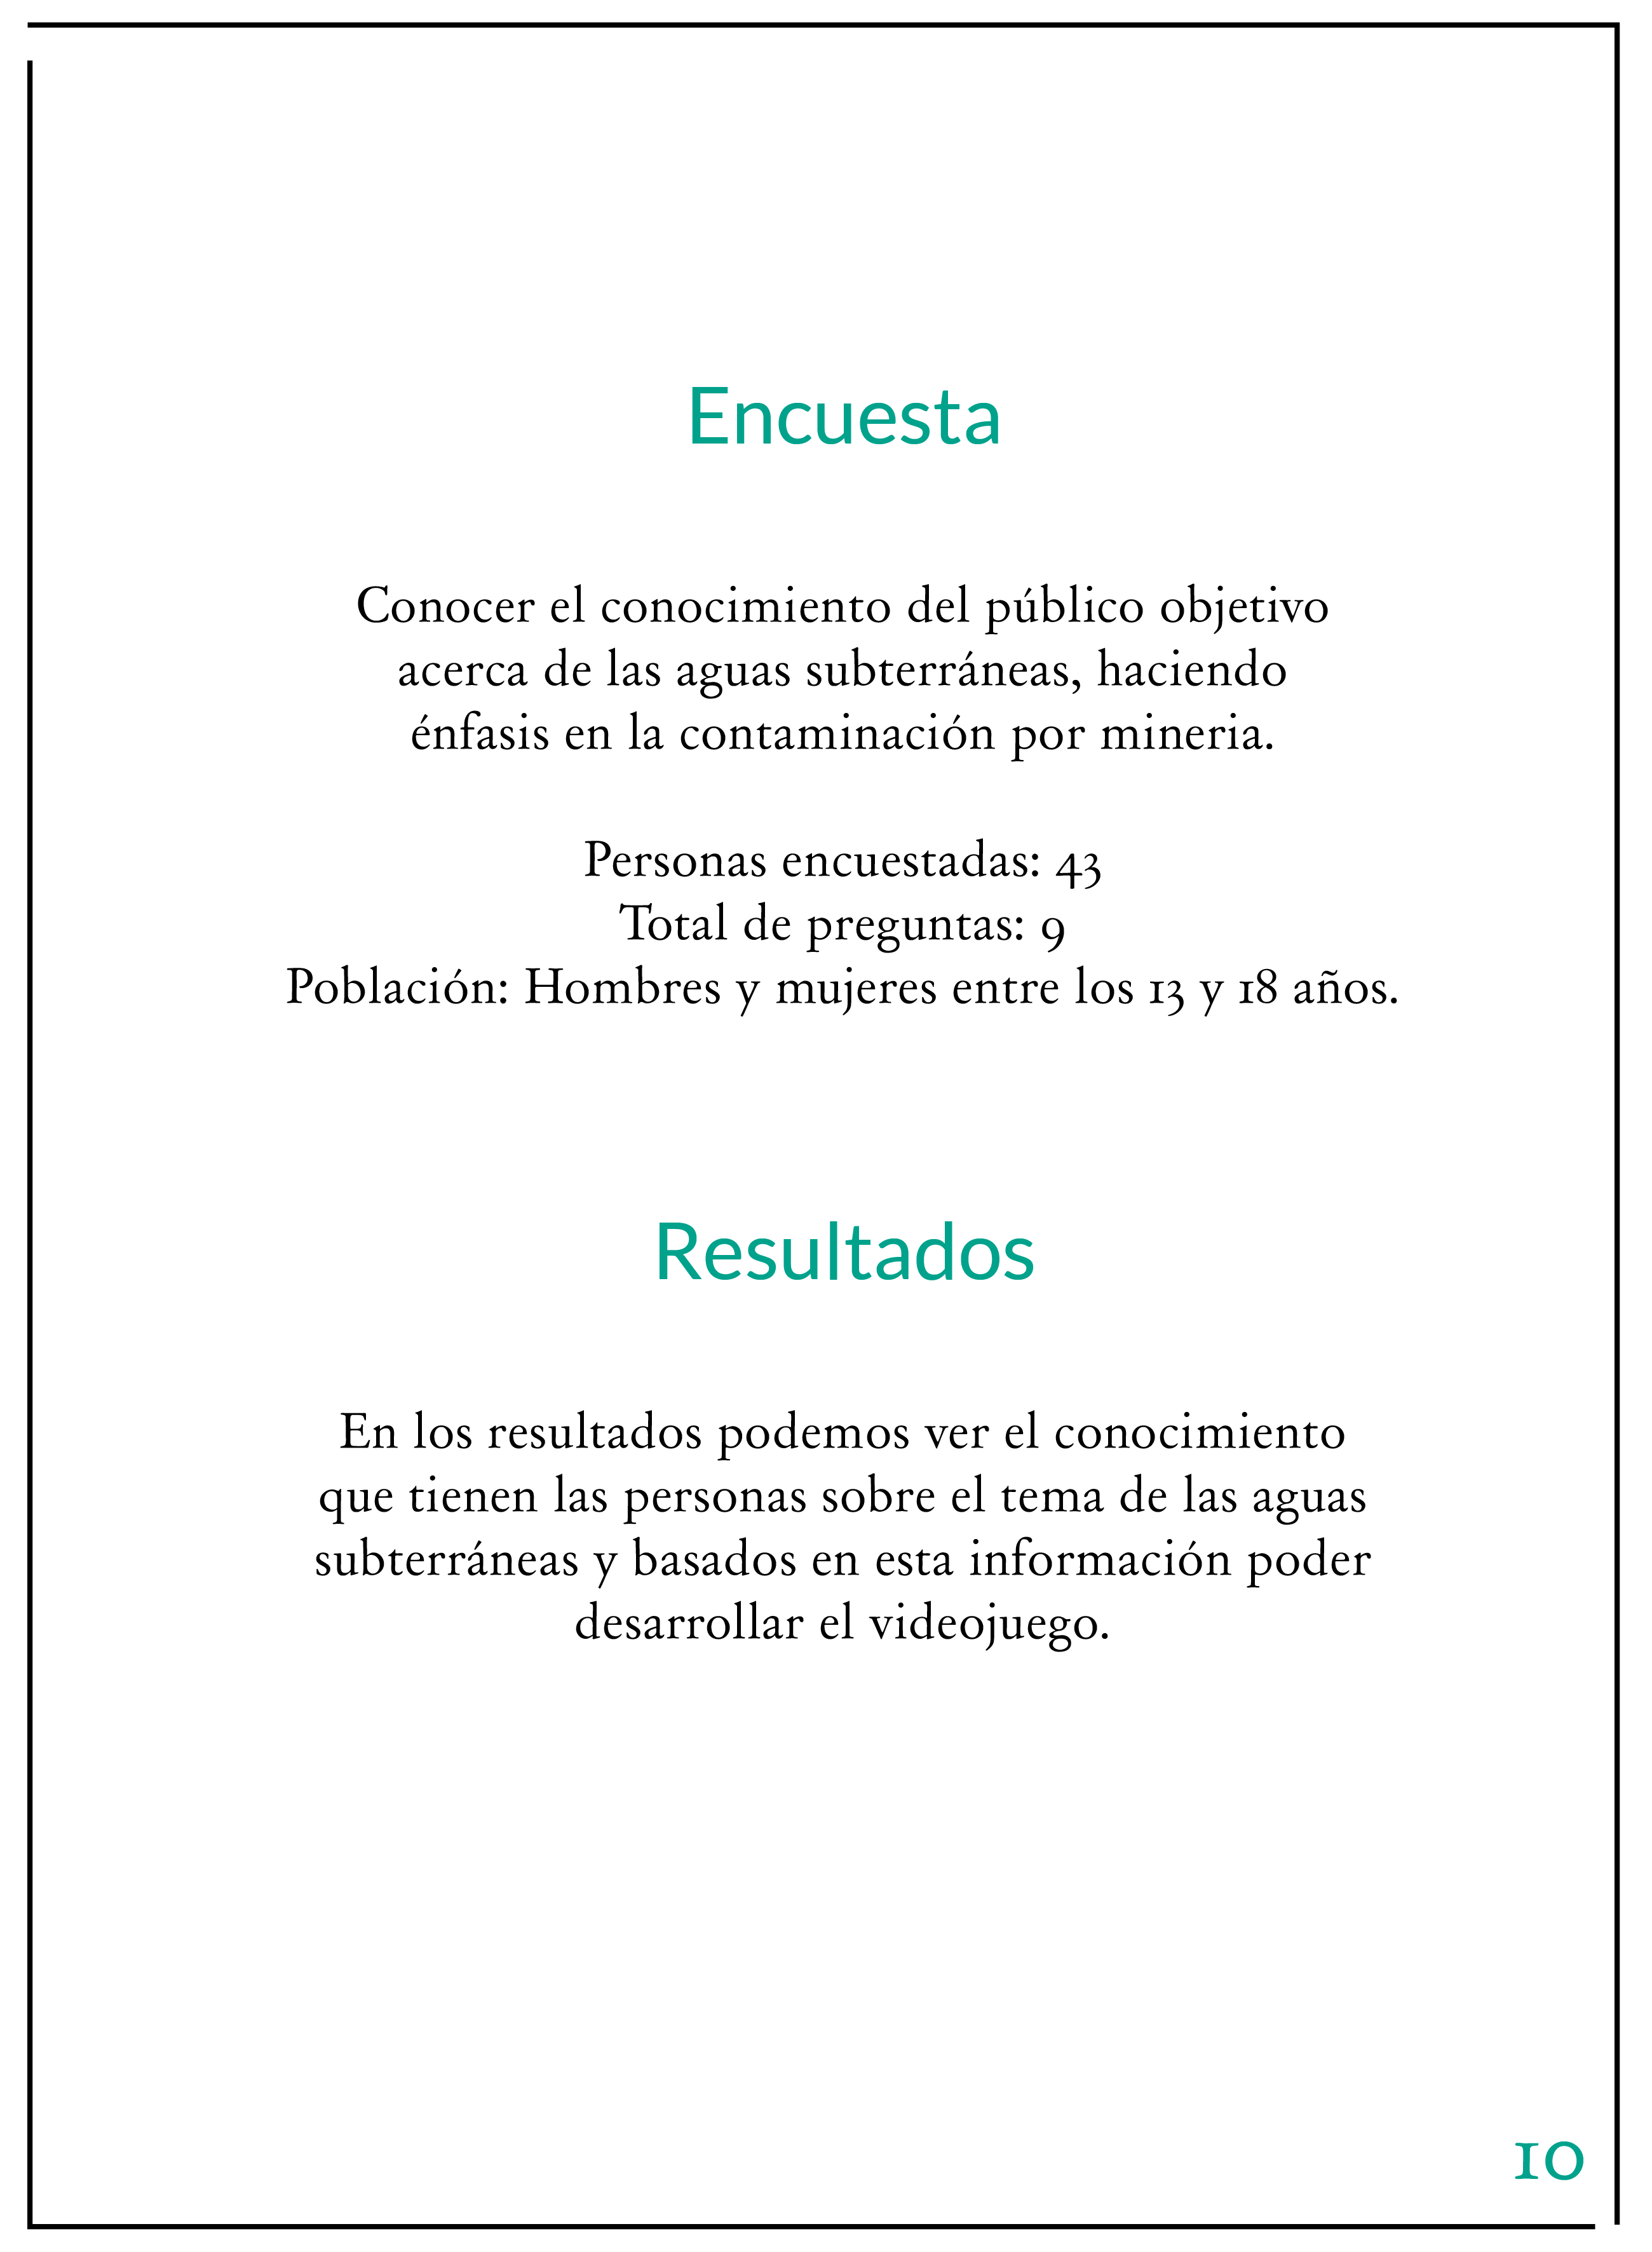 Encuesta
Conocer el conocimiento del público objetivo
acerca de las aguas subterráneas, haciendo
énfasis en la contaminación por mineria.
Personas encuestadas: 43
Total de preguntas: 9
Población: Hombres y mujeres entre los 13 y 18 años.
Resultados
En los resultados podemos ver el conocimiento
que tienen las personas sobre el tema de las aguas
subterráneas y basados en esta información poder
desarrollar el videojuego.
10